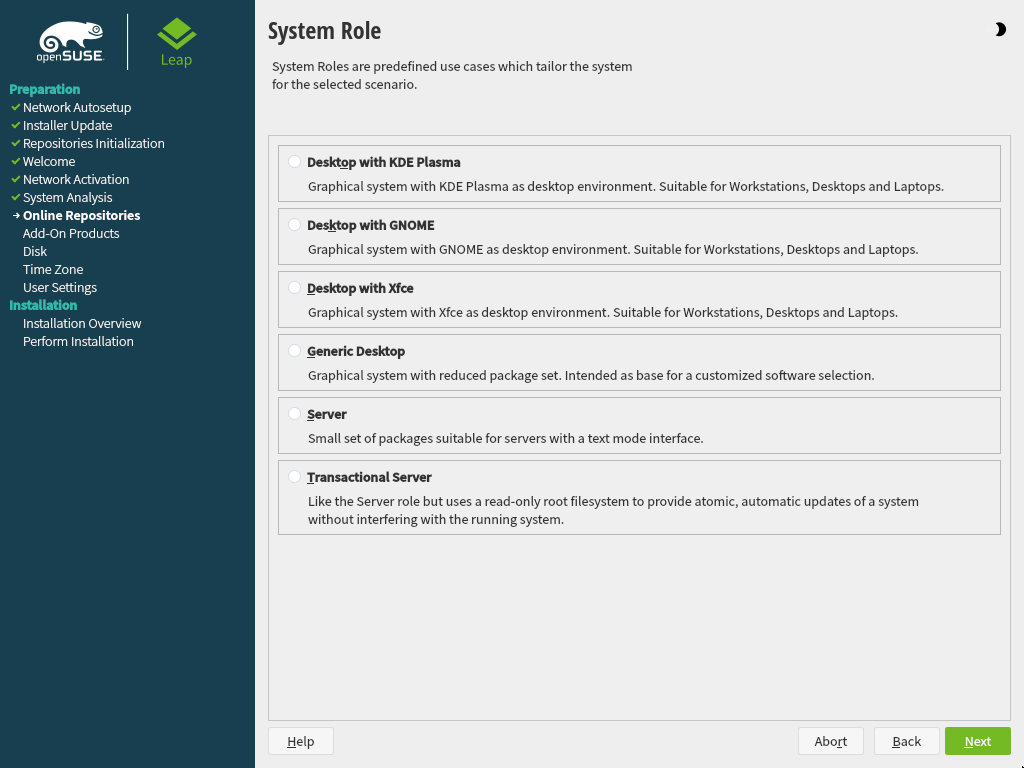 openSUSE
Leap
Preparation
Network Autosetup
Installer Update
Repositories Initialization
Welcome
Network Activation
System Analysis
Online Repositories
Add-On Products
Disk
Time Zone
User Settings
Installation
Installation Overview
Perform Installation
System Role
System Roles are predefined use cases which tailor the system
for the selected scenario.
Desktop with KDE Plasma
Graphical system with KDE Plasma as desktop environment. Suitable for Workstations, Desktops and Laptops.
Desktop with GNOME
Graphical system with GNOME as desktop environment. Suitable for Workstations, Desktops and Laptops.
Desktop with Xfce
Graphical system with Xfce as desktop environment. Suitable for Workstations, Desktops and Laptops.
Generic Desktop
Graphical system with reduced package set. Intended as base for a customized software selection.
Server
Small set of packages suitable for servers with a text mode interface.
Transactional Server
Like the Server role but uses a read-only root filesystem to provide atomic, automatic updates of a system
without interfering with the running system.
Help
Abort
Back
Next